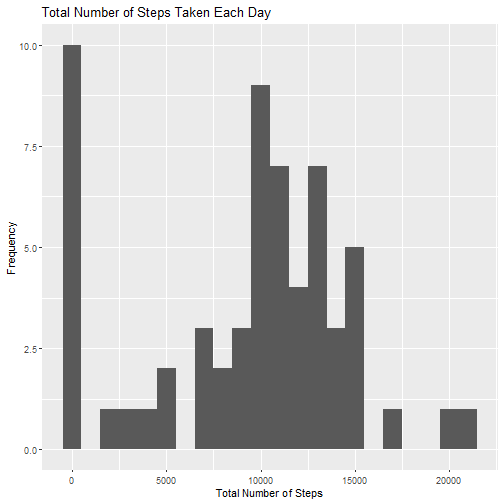 Total Number of Steps Taken Each Day
10.0
7.5
5.0
2.5
0.0
Frequency
0 5000 10000 15000 20000
Total Number of Steps